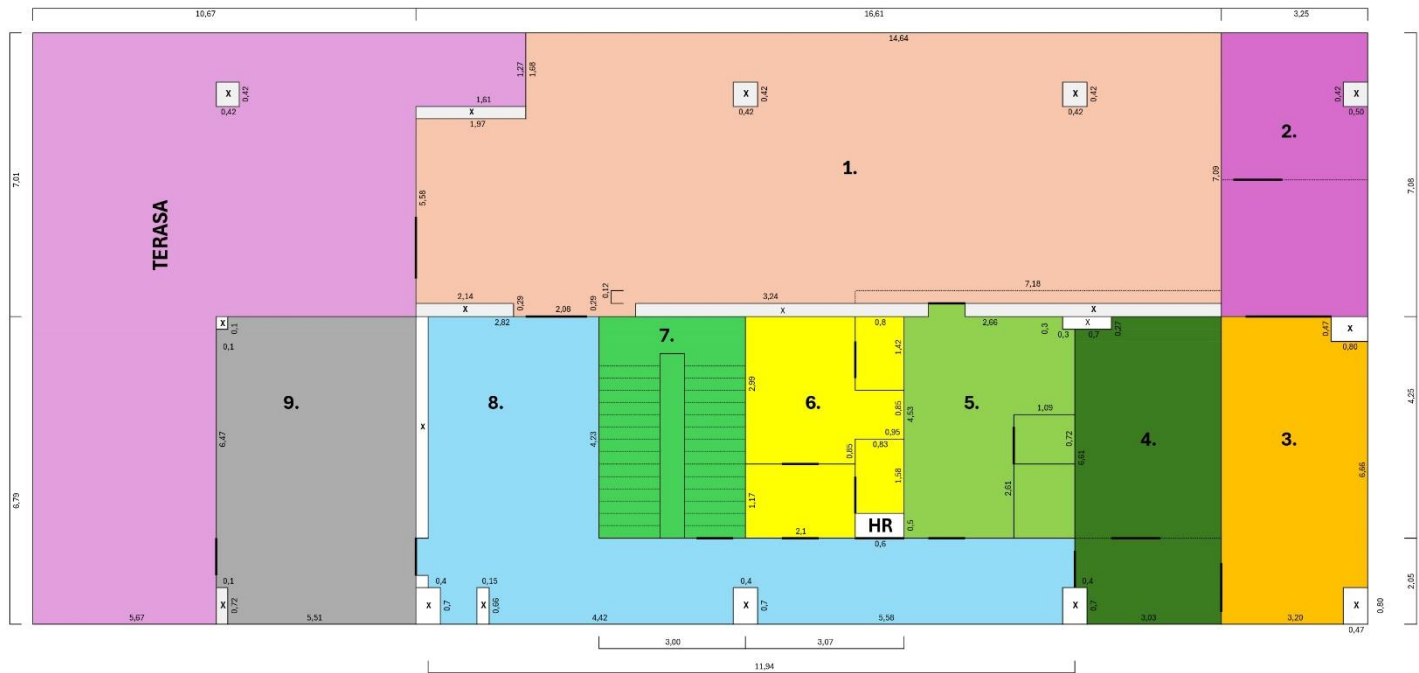 10,67 16,61 3,25
14,64
1,27 1,68
X 0,42 X 0,42 X 0,42 0,42 X
0,42 0,42 0,42 0,50
1,61
X
1,97
2.
1.
7,01 7,09 7,08
5,58
TERASA
7,18
2,14 0,29 0,29 0,12 3,24
X 2,08 X X
X 0,1 2,82 7. 0,8 2,66 0,3 X 0,27 0,47 X
0,3 0,7
0,1 1,42 0,80
2,99
9. 8. 6. 5. 4,25
0,85 4,53 1,09
X 0,95
6,47 4,23 0,85 0,83 0,72 6,61 4. 3. 6,66
1,58
6,79 1,17 2,61
HR 0,5
2,1 0,6
0,1 0,4 0,15 0,4 0,4 2,05
X 0,72 X 0,7 X 0,66 X 0,7 X 0,7 X 0,80
5,67 5,51 4,42 5,58 3,03 3,20 0,47
3,00 3,07
11,94